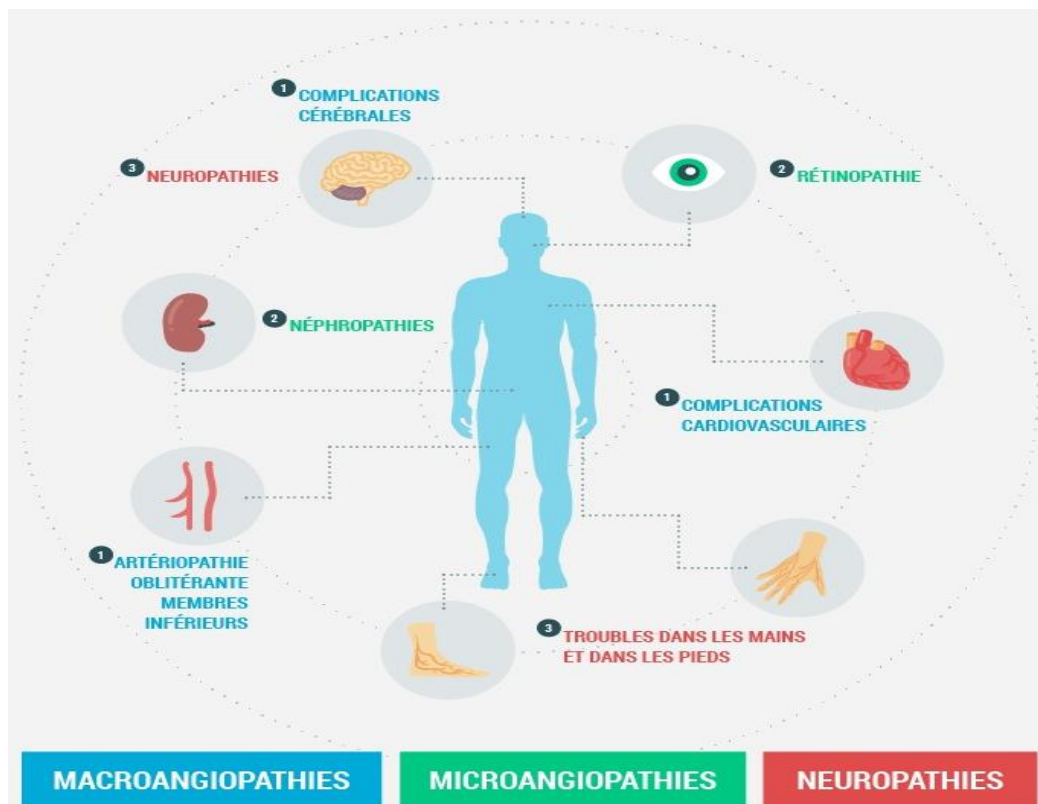 1 COMPLICATIONS
CÉRÉBRALES
3 NEUROPATHIES
2 RÉTINOPATHIE
2 NÉPHROPATHIES
1 COMPLICATIONS
CARDIOVASCULAIRES
1 ARTÉRIOPATHIE
OBLITÉRANTE
MEMBRES
INFÉRIEURS
3 TROUBLES DANS LES MAINS
ET DANS LES PIEDS
MACROANGIOPATHIES
MICROANGIOPATHIES
NEUROPATHIES